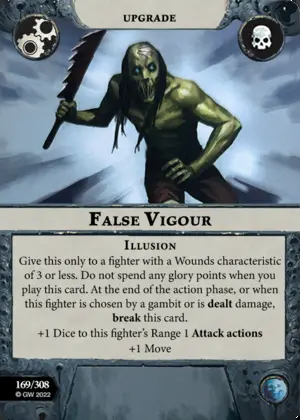 UPGRADE
FALSE VIGOUR
ILLUSION
Give this only to a fighter with a Wounds characteristic
of 3 or less. Do not spend any glory points when you
play this card. At the end of the action phase, or when
this fighter is chosen by a gambit or is dealt damage,
break this card.
+1 Dice to this fighter's Range 1 Attack actions
+1 Move
169/308
© GW 2022